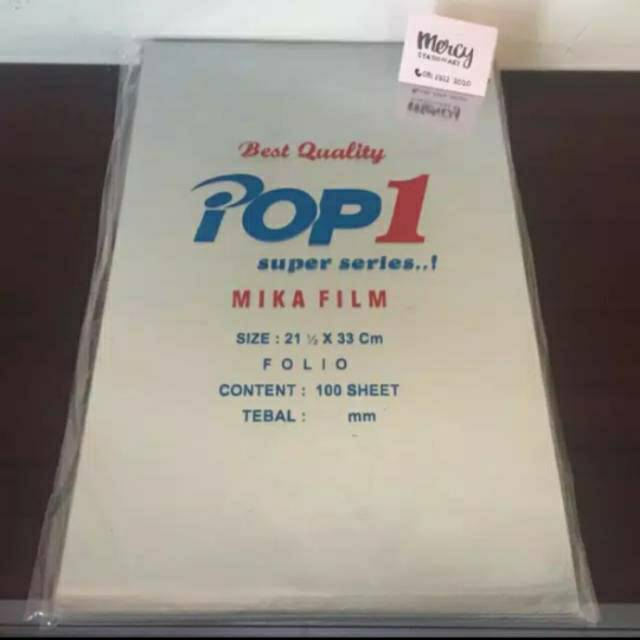 mercy
STATIONARY
Best Quality
POP1
super series..!
MIKA FILM
SIZE : 21 ½ X 33 Cm
FOLIO
CONTENT : 100 SHEET
TEBAL : mm